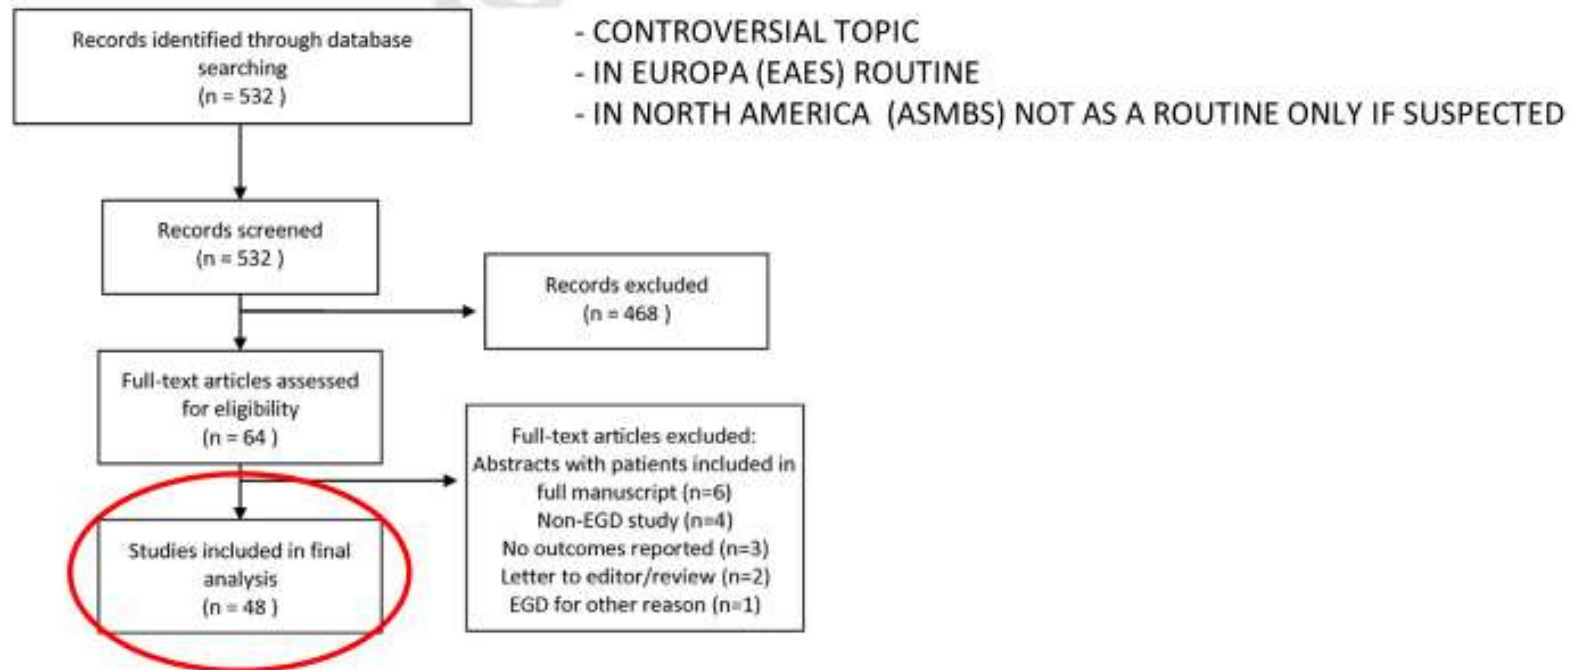 Records identified through database
searching
(n = 532 )
- CONTROVERSIAL TOPIC
- IN EUROPA (EAES) ROUTINE
- IN NORTH AMERICA  (ASMBS) NOT AS A ROUTINE ONLY IF SUSPECTED
Records screened
(n = 532 )
Records excluded
(n = 468 )
Full-text articles assessed
for eligibility
(n = 64 )
Full-text articles excluded:
Abstracts with patients included in
full manuscript (n=6)
Non-EGD study (n=4)
No outcomes reported (n=3)
Letter to editor/review (n=2)
EGD for other reason (n=1)
Studies included in final
analysis
(n = 48 )